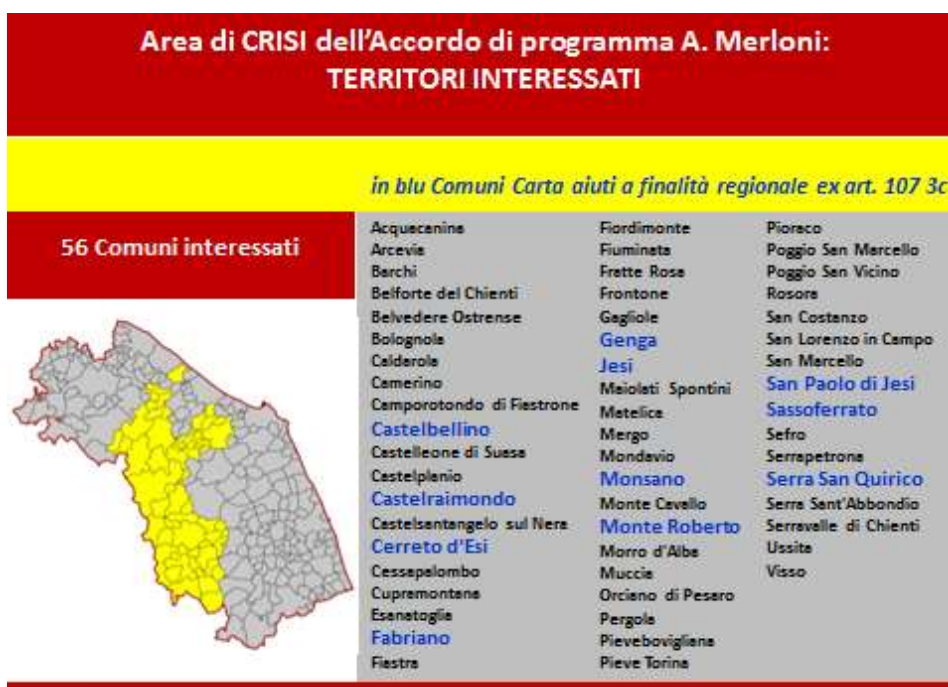 Area di CRISI dell'Accordo di programma A. Merloni:
TERRITORI INTERESSATI
in blu Comuni Carta aiuti a finalità regionale ex art. 107 3c
56 Comuni interessati
Acquacanina
Arcevia
Barchi
Belforte del Chienti
Belvedere Ostrense
Bolognola
Caldarola
Camerino
Camporotondo di Fiastrone
Castelbellino
Castelleone di Suasa
Castelplanio
Castelraimondo
Castelsantangelo sul Nera
Cerreto d'Esi
Cessapalombo
Cupramontana
Esanatoglia
Fabriano
Fiastra
Fiordimonte
Fiuminata
Fratte Rosa
Frontone
Gagliole
Genga
Jesi
Maiolati Spontini
Matelica
Mergo
Mondavio
Monsano
Monte Cavallo
Monte Roberto
Morro d'Alba
Muccia
Orciano di Pesaro
Pergola
Pievebovigliana
Pieve Torina
Pioraco
Poggio San Marcello
Poggio San Vicino
Rosora
San Costanzo
San Lorenzo in Campo
San Marcello
San Paolo di Jesi
Sassoferrato
Sefro
Serrapetrona
Serra San Quirico
Serra Sant'Abbondio
Serravalle di Chienti
Ussita
Visso